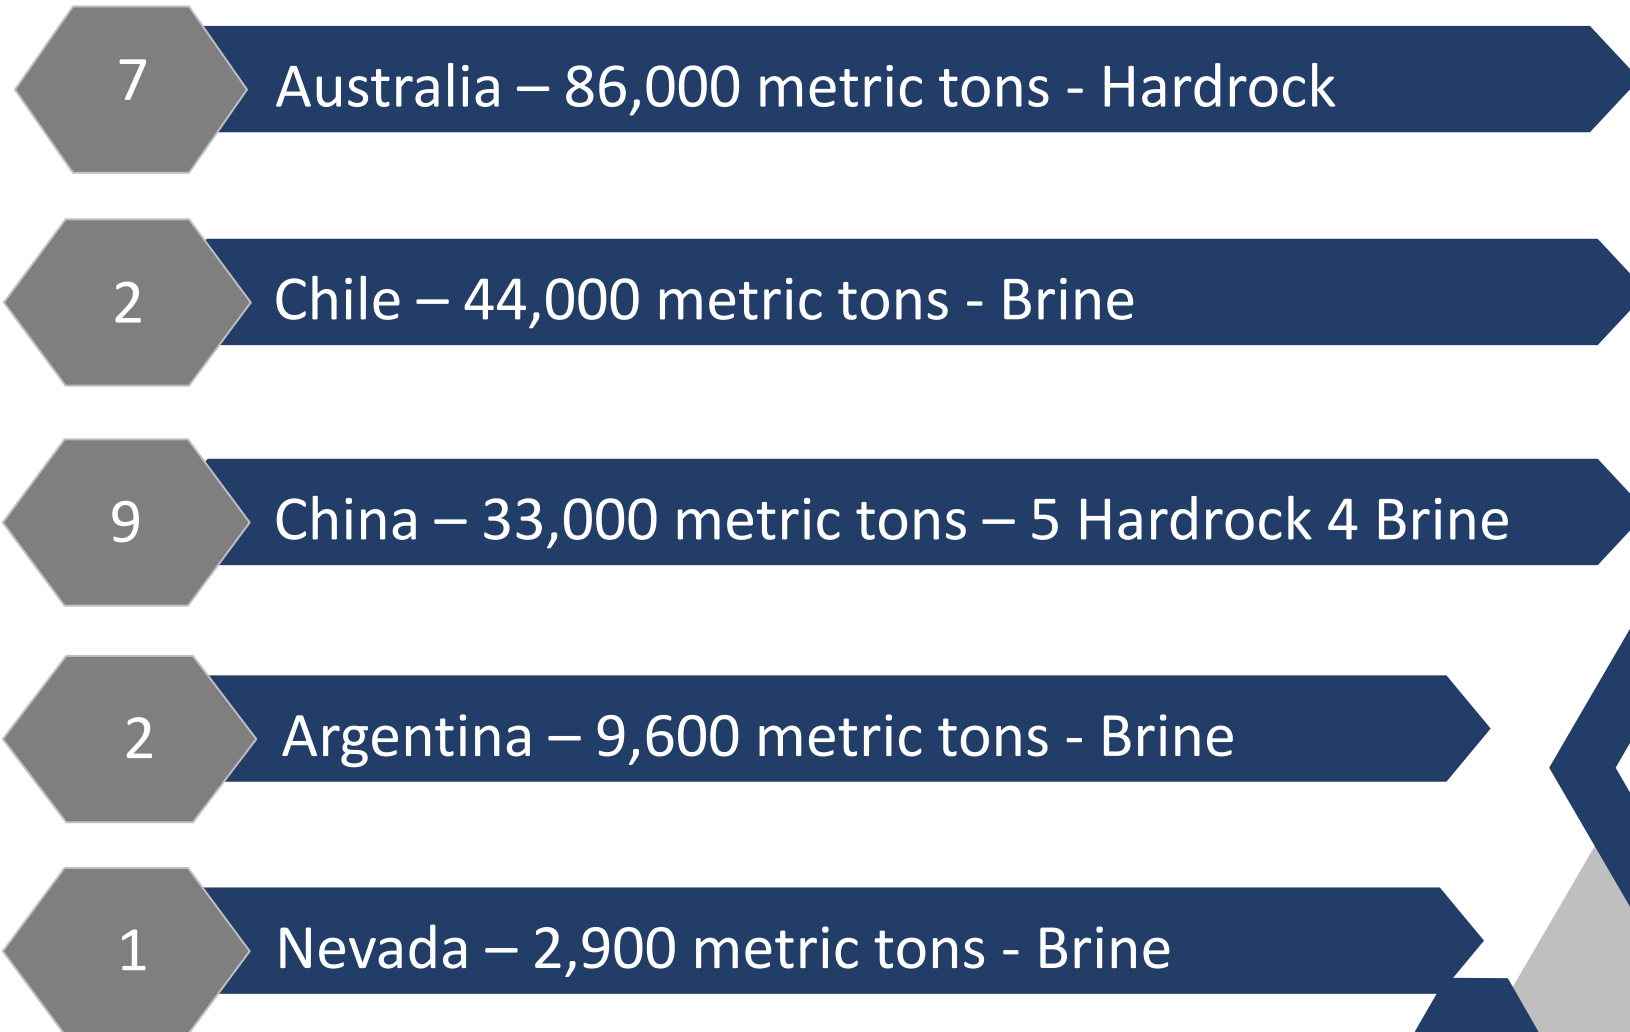 7
Australia – 86,000 metric tons - Hardrock
2
Chile – 44,000 metric tons - Brine
9
China – 33,000 metric tons – 5 Hardrock 4 Brine
2
Argentina – 9,600 metric tons - Brine
1
Nevada – 2,900 metric tons - Brine